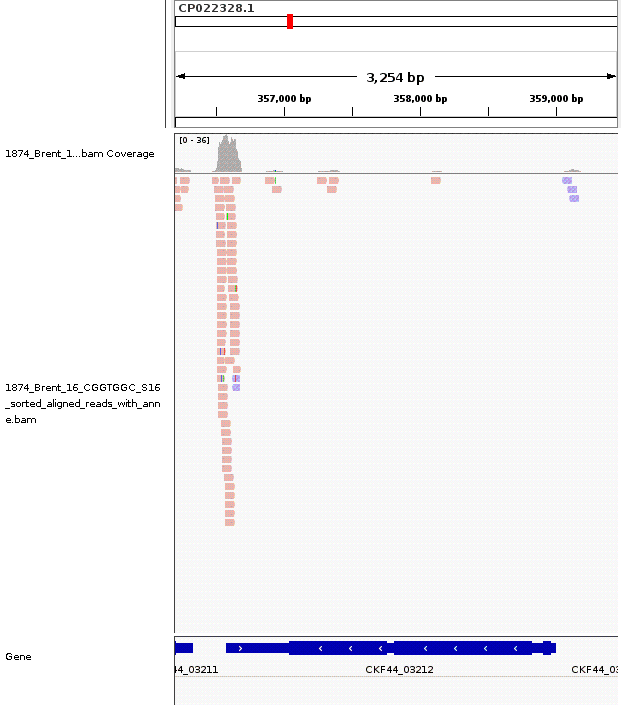 CP022328.1
3,254 bp
357,000 bp
358,000 bp
359,000 bp
[0 - 36]
1874_Brent_1...bam Coverage
1874_Brent_16_CGGTGGC_S16
_sorted_aligned_reads_with_ann
e.bam
Gene
44_03211
CKF44_03212
CKF44_03